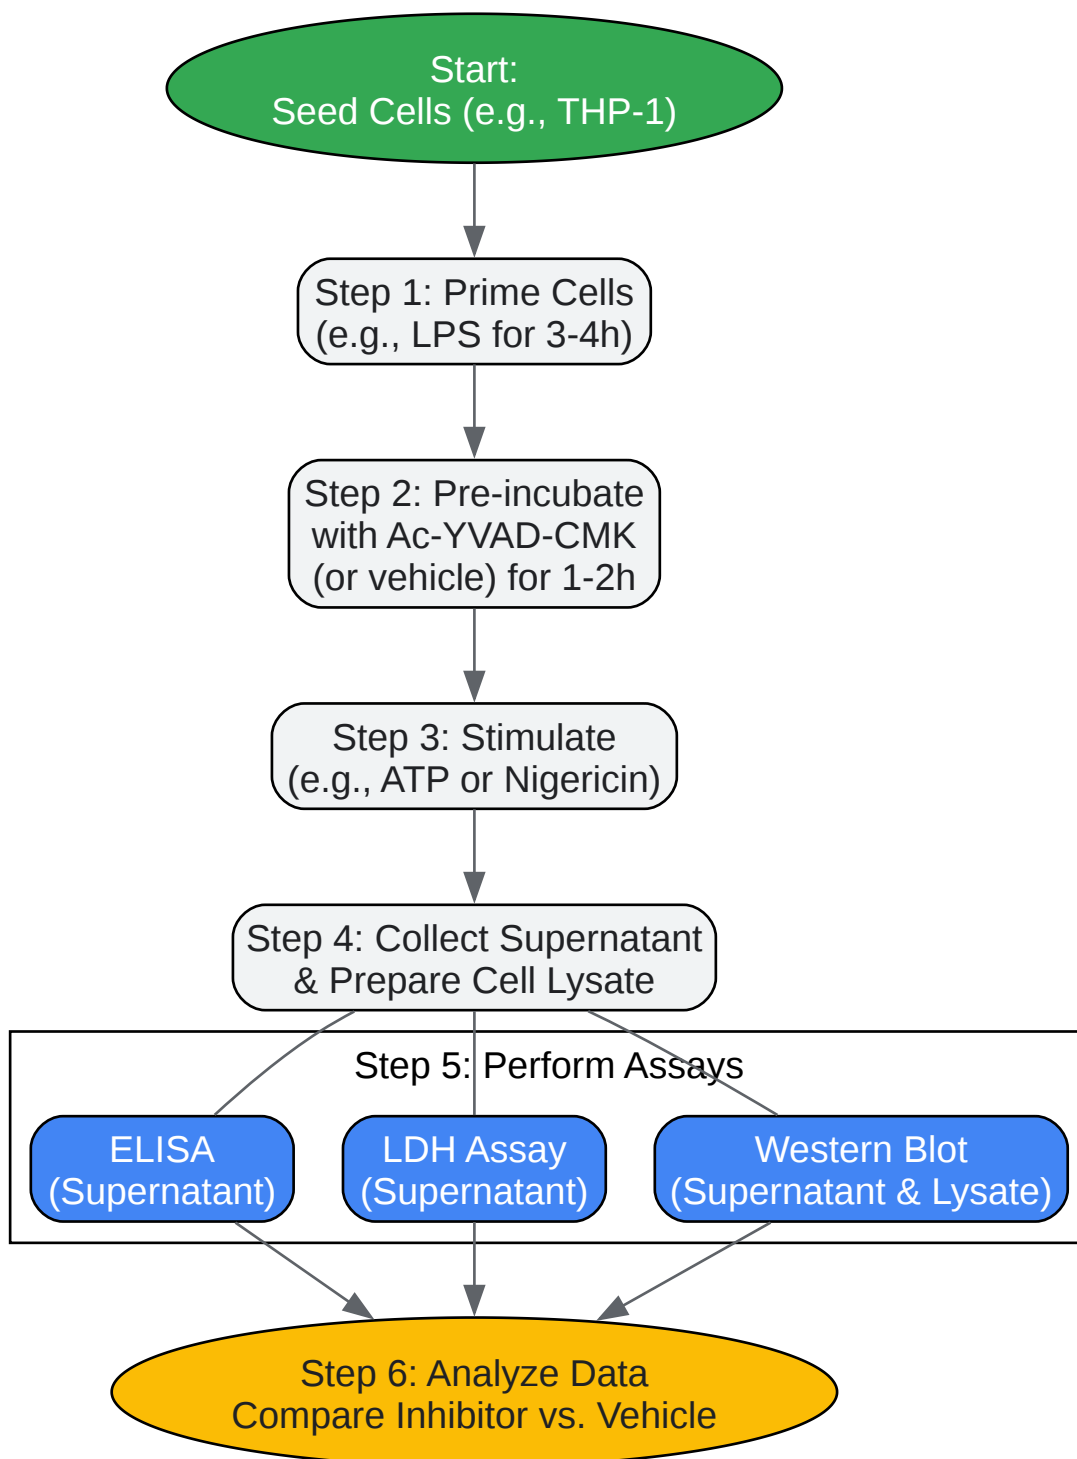 Start:
Seed Cells (e.g., THP-1)
Step 1: Prime Cells
(e.g., LPS for 3-4h)
Step 2: Pre-incubate
with Ac-YVAD-CMK
(or vehicle) for 1-2h
Step 3: Stimulate
(e.g., ATP or Nigericin)
Step 4: Collect Supernatant
& Prepare Cell Lysate
Step 5: Perform Assays
ELISA
(Supernatant)
LDH Assay
(Supernatant)
Western Blot
(Supernatant & Lysate)
Step 6: Analyze Data
Compare Inhibitor vs. Vehicle